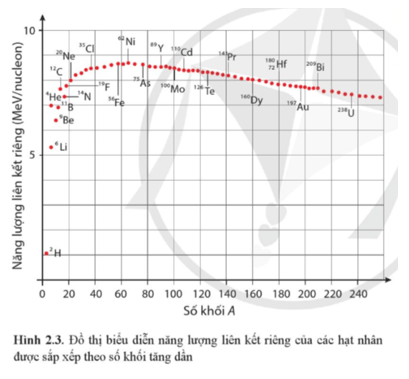 Năng lượng liên kết riêng (MeV/nucleon)
10
5
0 20 40 60 80 100 120 140 160 180 200 220 240
Số khối A
⁶²Ni
²⁰Ne
³⁵Cl
⁸⁹Y
¹¹⁰Cd
¹⁴¹Pr
¹⁸⁰₇₂Hf
²⁰⁹Bi
¹²C
⁴He
¹¹B
¹⁴N
¹⁹F
⁵⁶Fe
⁷⁵As
¹⁰⁰Mo
¹²⁶Te
¹⁶⁰Dy
¹⁹⁷Au
²³⁸U
⁹Be
⁶Li
²H
Hình 2.3. Đồ thị biểu diễn năng lượng liên kết riêng của các hạt nhân
được sắp xếp theo số khối tăng dần